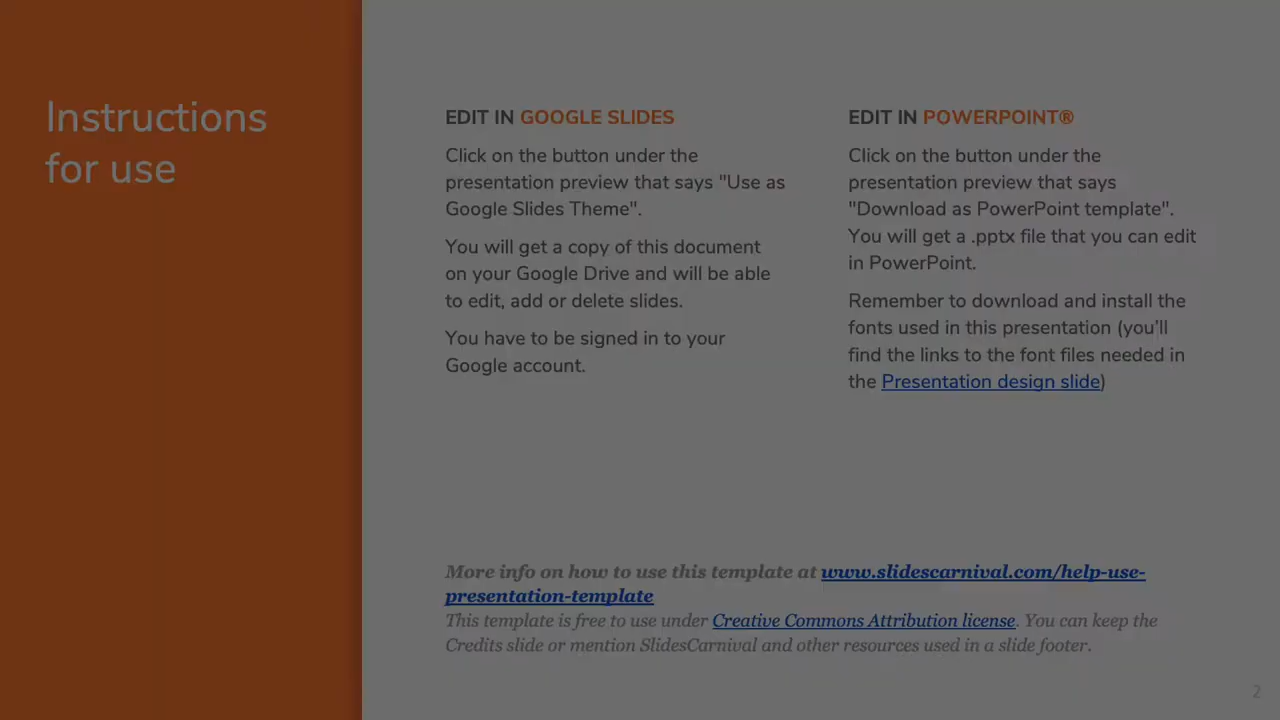 Instructions
for use
EDIT IN GOOGLE SLIDES
Click on the button under the
presentation preview that says "Use as
Google Slides Theme".
You will get a copy of this document
on your Google Drive and will be able
to edit, add or delete slides.
You have to be signed in to your
Google account.
EDIT IN POWERPOINT®
Click on the button under the
presentation preview that says
"Download as PowerPoint template".
You will get a .pptx file that you can edit
in PowerPoint.
Remember to download and install the
fonts used in this presentation (you’ll
find the links to the font files needed in
the Presentation design slide)
More info on how to use this template at www.slidescarnival.com/help-use-
presentation-template
This template is free to use under Creative Commons Attribution license. You can keep the
Credits slide or mention SlidesCarnival and other resources used in a slide footer.
2